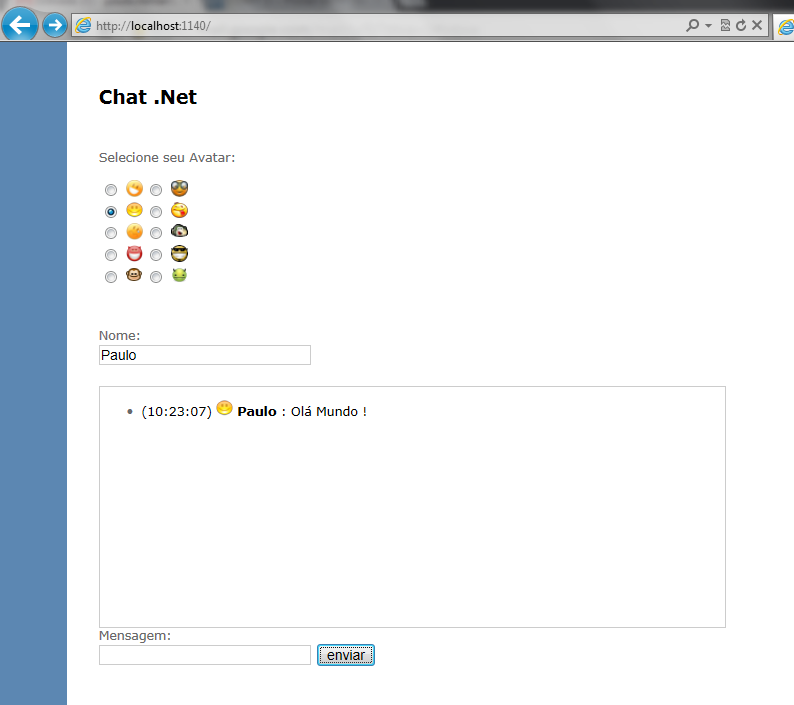 http://localhost:1140/
Chat .Net
Selecione seu Avatar:
Nome:
Paulo
(10:23:07) Paulo : Olá Mundo !
Mensagem:
enviar